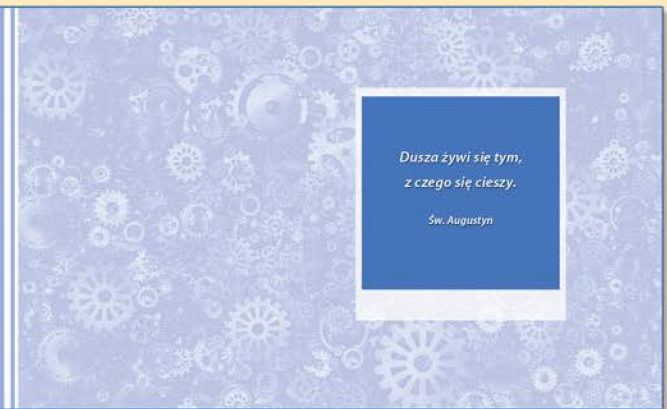 Dusza żywi się tym,
z czego się cieszy.
Św. Augustyn